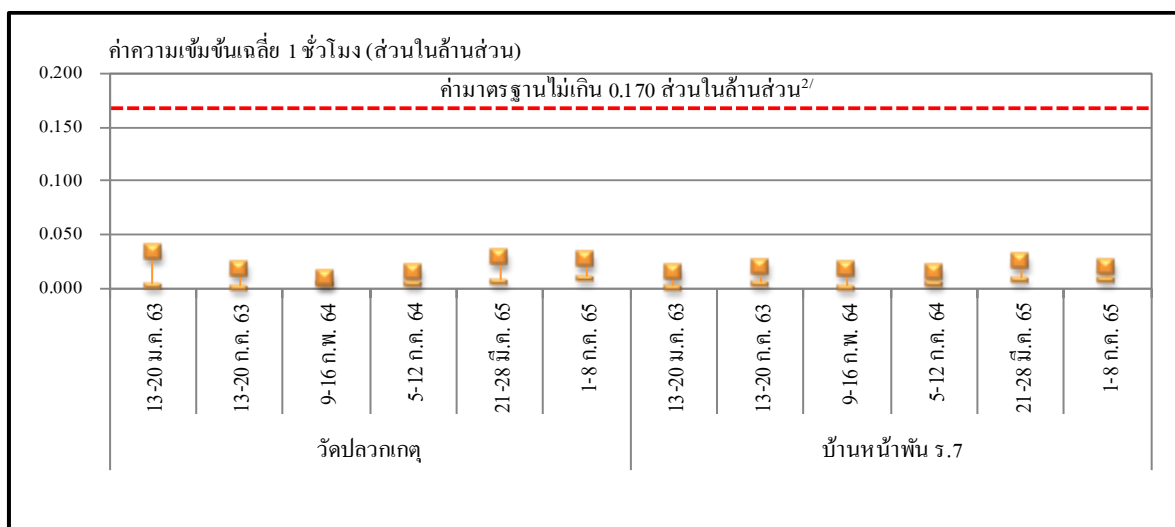 ค่าความเข้มข้นเฉลี่ย 1 ชั่วโมง (ส่วนในล้านส่วน)
0.200
ค่ามาตรฐานไม่เกิน 0.170 ส่วนในล้านส่วน2/
0.150
0.100
0.050
0.000
13-20 ม.ค. 63
13-20 ก.ค. 63
9-16 ก.พ. 64
5-12 ก.ค. 64
21-28 มี.ค. 65
1-8 ก.ค. 65
13-20 ม.ค. 63
13-20 ก.ค. 63
9-16 ก.พ. 64
5-12 ก.ค. 64
21-28 มี.ค. 65
1-8 ก.ค. 65
วัดปลวกเกตุ
บ้านหน้าพัน ร.7